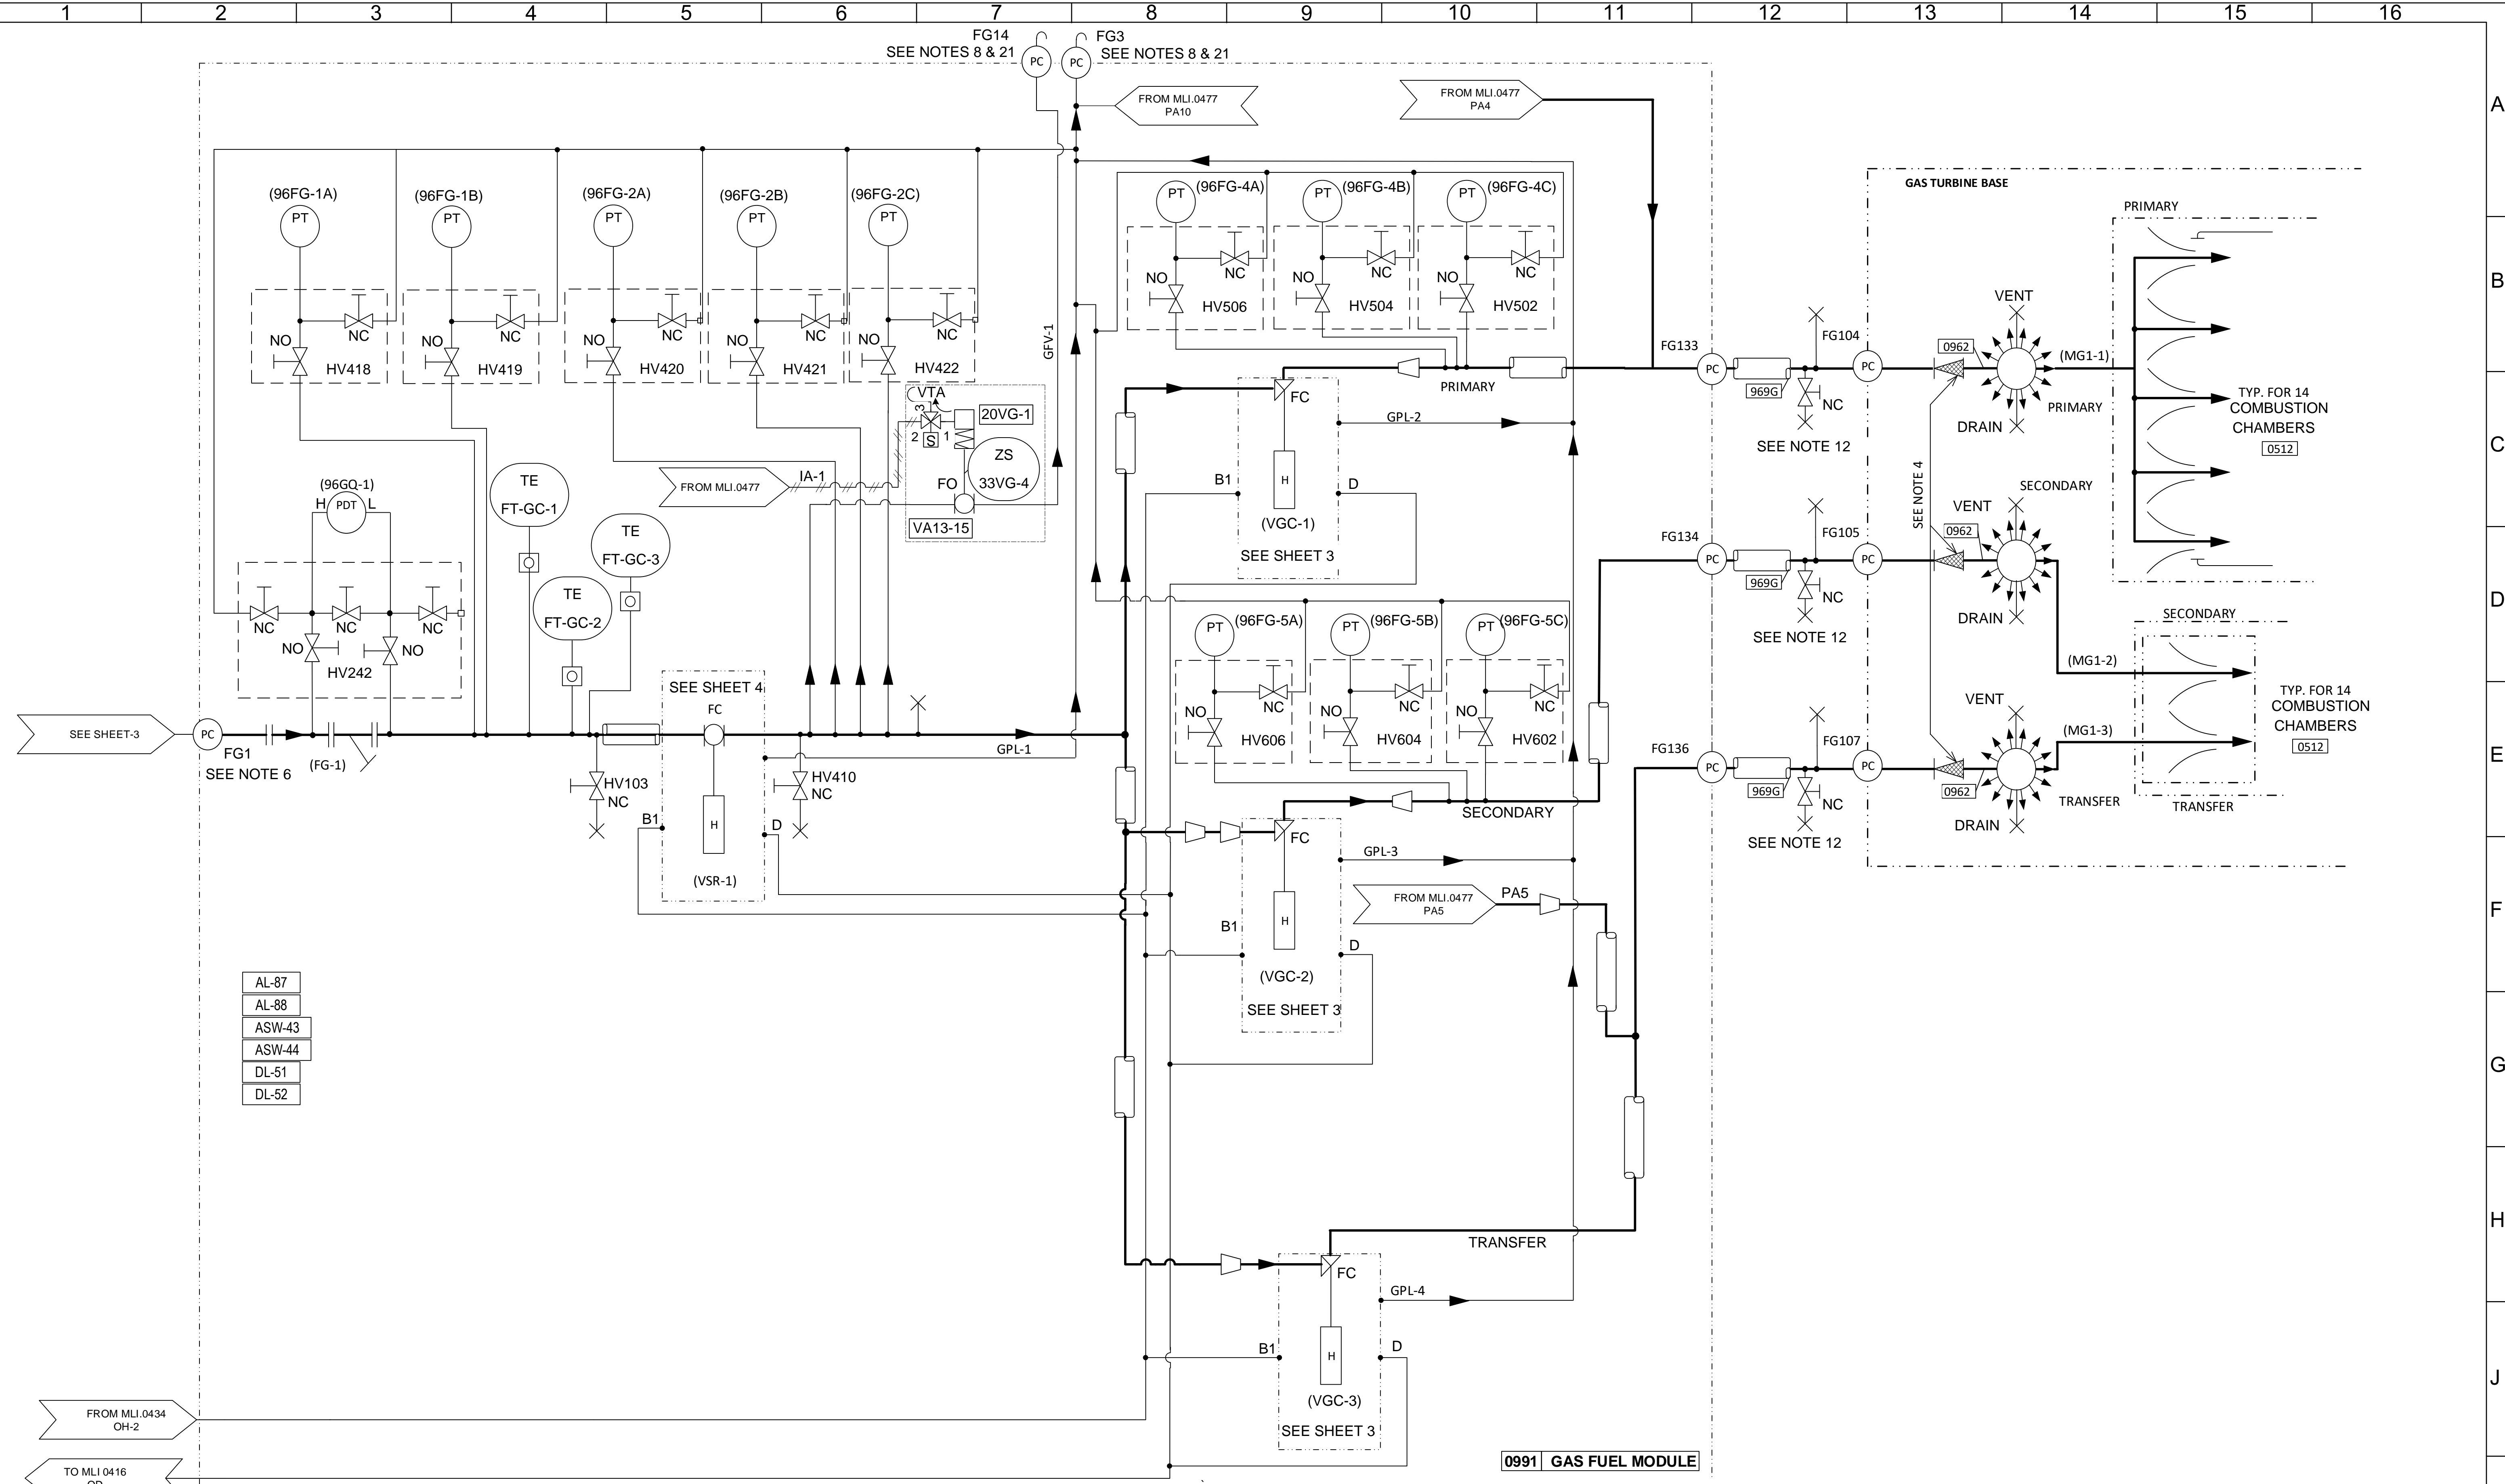 1 2 3 4 5 6 7 8 9 10 11 12 13 14 15 16
A
B
C
D
E
F
G
H
J
FG14
SEE NOTES 8 & 21
PC
FG3
SEE NOTES 8 & 21
PC
FROM MLI.0477
PA10
FROM MLI.0477
PA4
(96FG-1A)
PT
NO
NC
HV418
(96FG-1B)
PT
NO
NC
HV419
(96FG-2A)
PT
NO
NC
HV420
(96FG-2B)
PT
NO
NC
HV421
(96FG-2C)
PT
NO
NC
HV422
GFV-1
VTA
3
2
S
1
20VG-1
ZS
33VG-4
FO
VA13-15
FROM MLI.0477
IA-1
(96GQ-1)
H
PDT
L
NC
NC
NC
NO
NO
HV242
TE
FT-GC-1
TE
FT-GC-2
TE
FT-GC-3
SEE SHEET-3
PC
FG1
SEE NOTE 6
(FG-1)
HV103
NC
SEE SHEET 4
FC
B1
H
D
(VSR-1)
HV410
NC
GPL-1
(96FG-4A)
PT
NO
NC
HV506
(96FG-4B)
PT
NO
NC
HV504
(96FG-4C)
PT
NO
NC
HV502
PRIMARY
FC
GPL-2
B1
H
D
(VGC-1)
SEE SHEET 3
(96FG-5A)
PT
NO
NC
HV606
(96FG-5B)
PT
NO
NC
HV604
(96FG-5C)
PT
NO
NC
HV602
SECONDARY
FC
GPL-3
B1
H
D
(VGC-2)
SEE SHEET 3
FROM MLI.0477
PA5
PA5
TRANSFER
FC
GPL-4
B1
H
D
(VGC-3)
SEE SHEET 3
FG133
PC
969G
NC
SEE NOTE 12
FG104
PC
FG134
PC
969G
NC
SEE NOTE 12
FG105
PC
FG136
PC
969G
NC
SEE NOTE 12
FG107
PC
GAS TURBINE BASE
SEE NOTE 4
0962
VENT
DRAIN
(MG1-1)
PRIMARY
PRIMARY
TYP. FOR 14
COMBUSTION
CHAMBERS
0512
0962
VENT
SECONDARY
DRAIN
(MG1-2)
SECONDARY
0962
VENT
DRAIN
(MG1-3)
TRANSFER
TRANSFER
TYP. FOR 14
COMBUSTION
CHAMBERS
0512
AL-87
AL-88
ASW-43
ASW-44
DL-51
DL-52
FROM MLI.0434
OH-2
TO MLI 0416
0991 GAS FUEL MODULE